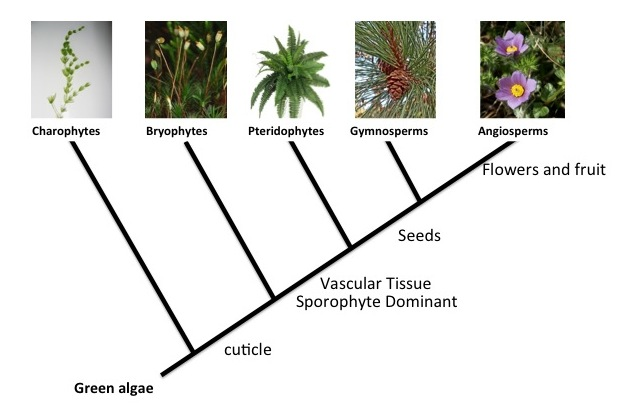 Charophytes
Bryophytes
Pteridophytes
Gymnosperms
Angiosperms
Flowers and fruit
Seeds
Vascular Tissue
Sporophyte Dominant
cuticle
Green algae